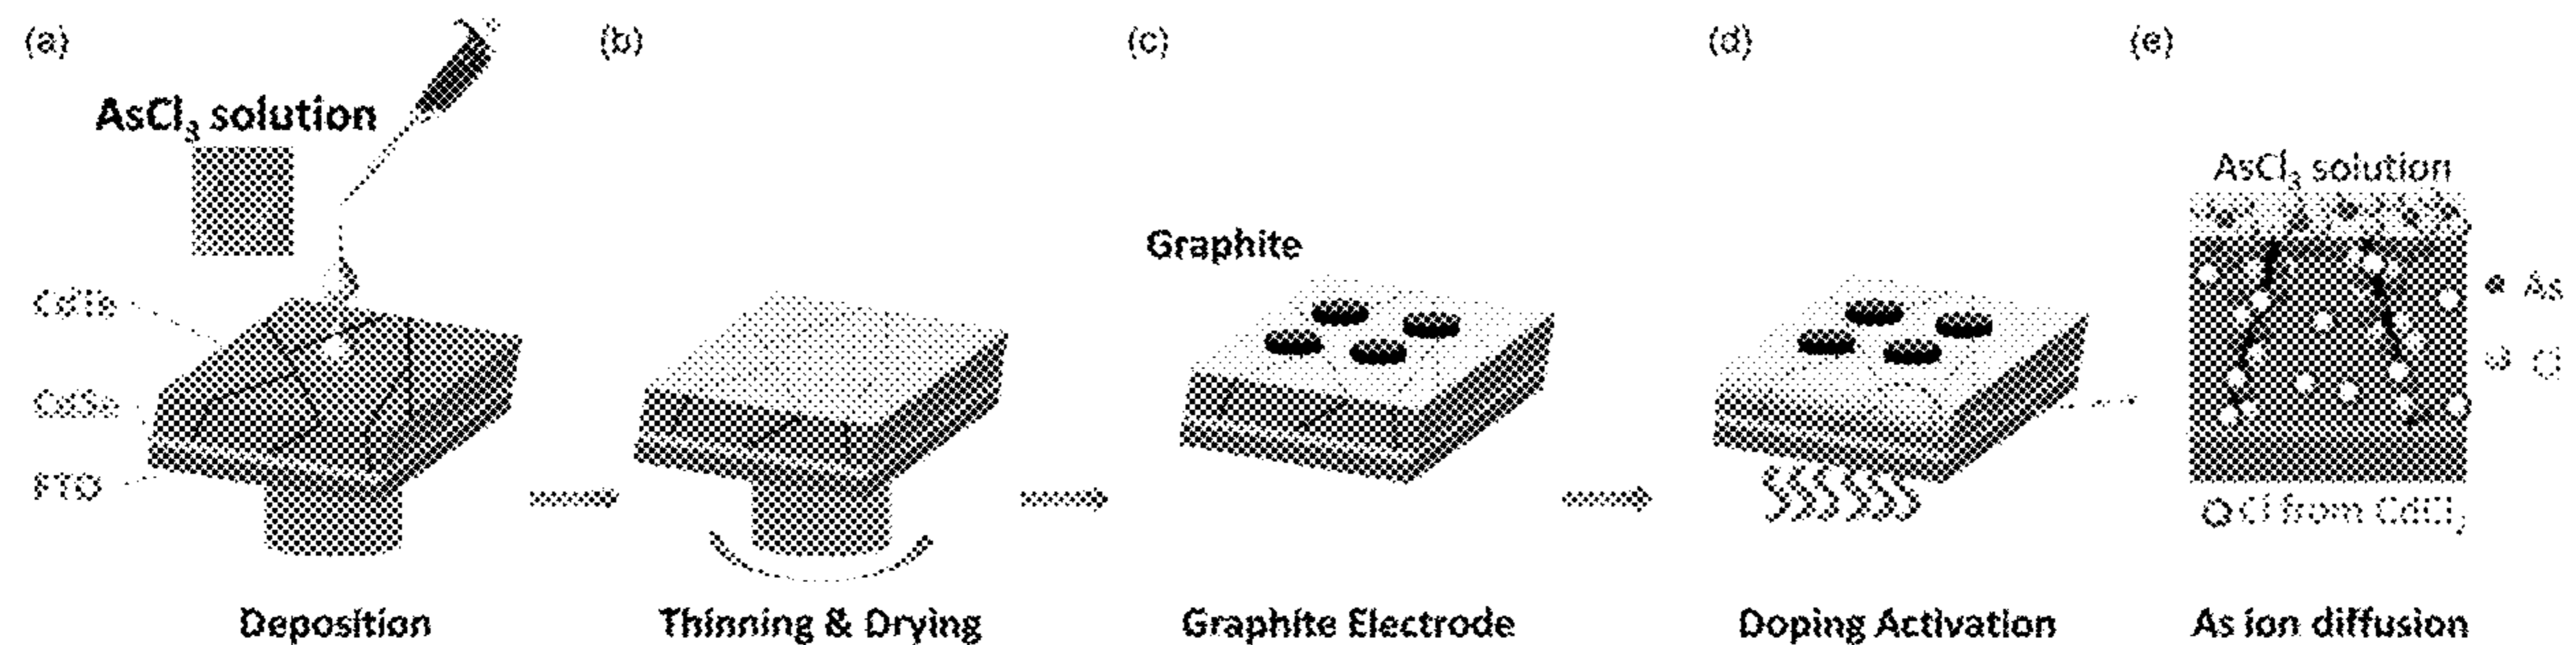 (a)
AsCl₃ solution
CdTe
CdSe
FTO
Deposition
(b)
Thinning & Drying
(c)
Graphite
Graphite Electrode
(d)
Doping Activation
(e)
AsCl₃ solution
As
Cl
Cl from CdCl₂
As ion diffusion